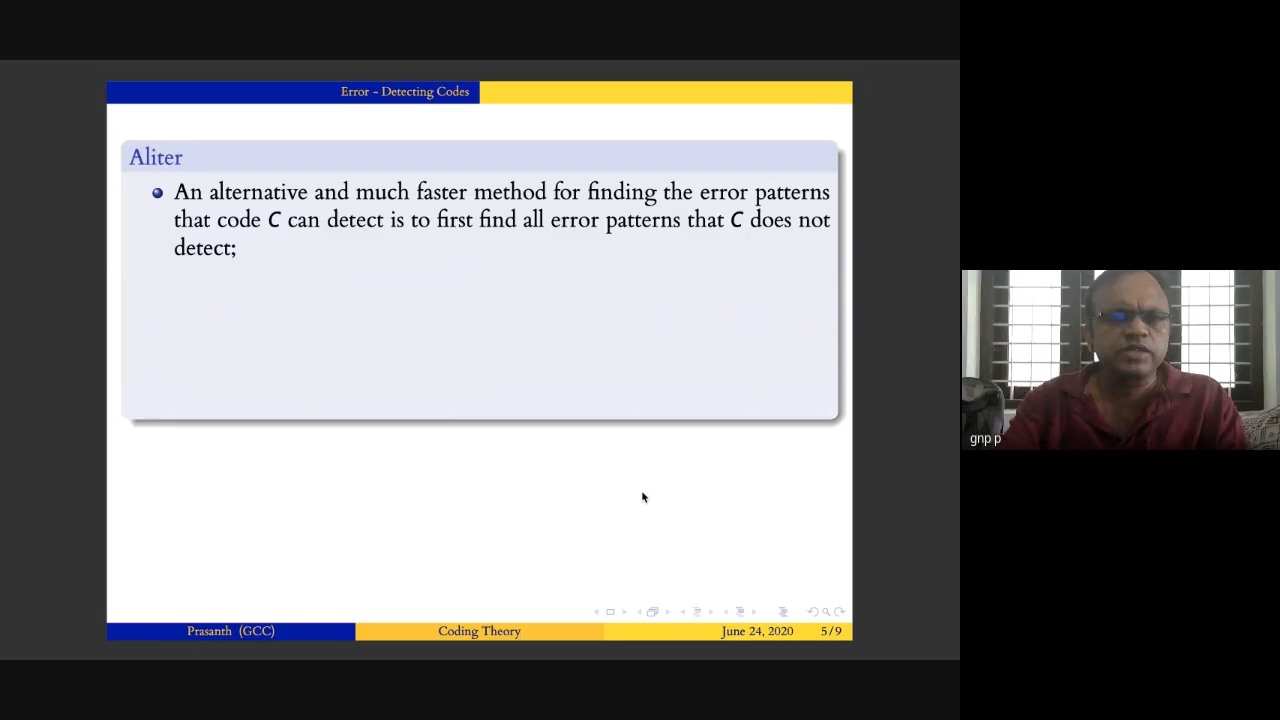 Error - Detecting Codes
Aliter
An alternative and much faster method for finding the error patterns
that code C can detect is to first find all error patterns that C does not
detect;
gnp p
Prasanth (GCC)
Coding Theory
June 24, 2020
5/9